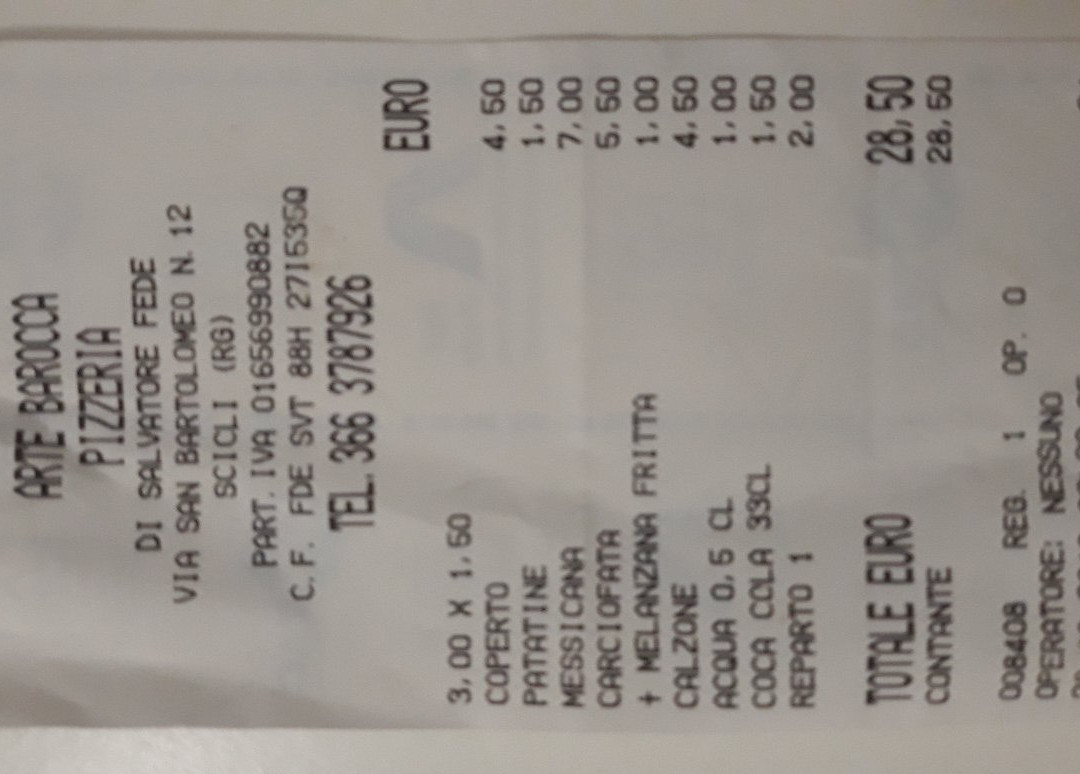 ARTE BAROCCA
PIZZERIA
DI SALVATORE FEDE
VIA SAN BARTOLOMEO N. 12
SCICLI (RG)
PART. IVA 01656990882
C.F. FDE SVT 88H 27I535Q
TEL. 366 3787926
EURO
3,00 X 1,50
COPERTO 4,50
PATATINE 1,50
MESSICANA 7,00
CARCIOFATA 5,50
+ MELANZANA FRITTA 1,00
CALZONE 4,50
ACQUA 0,5 CL 1,00
COCA COLA 33CL 1,50
REPARTO 1 2,00
TOTALE EURO 28,50
CONTANTE 28,50
008408 REG. 1 OP. 0
OPERATORE: NESSUNO